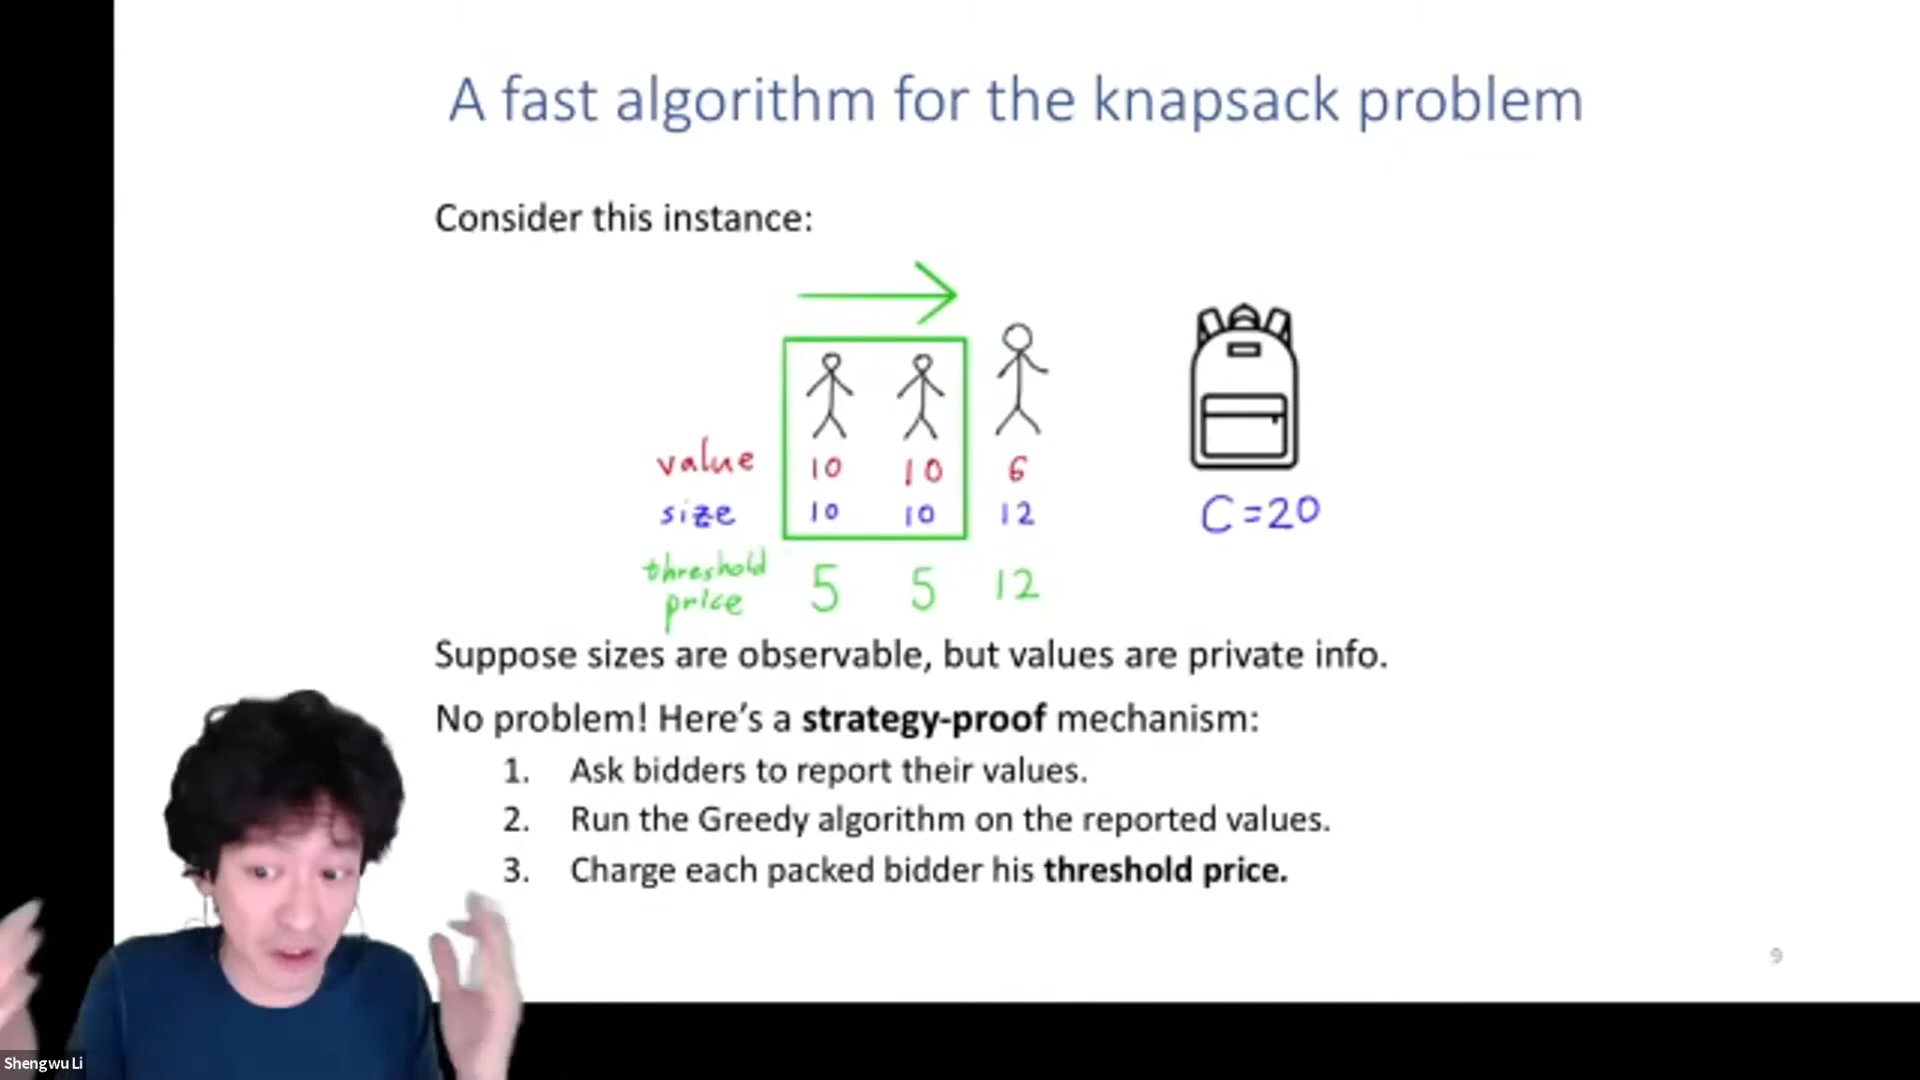 A fast algorithm for the knapsack problem
Consider this instance:
value 10 10 6
size 10 10 12
C=20
threshold price 5 5 12
Suppose sizes are observable, but values are private info.
No problem! Here's a strategy-proof mechanism:
1. Ask bidders to report their values.
2. Run the Greedy algorithm on the reported values.
3. Charge each packed bidder his threshold price.
9
Shengwu Li